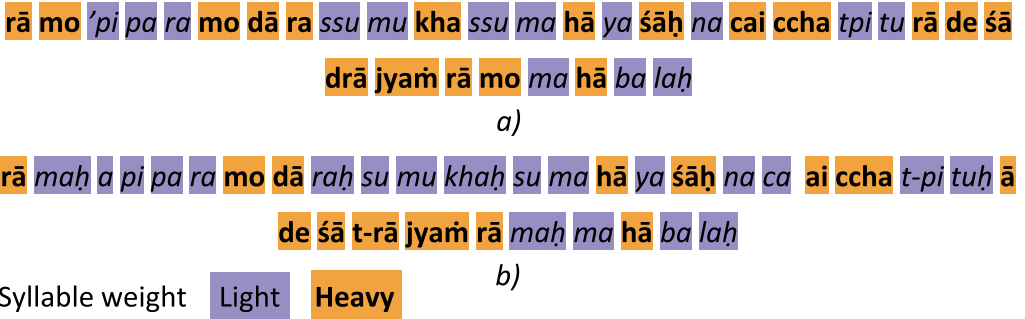 rā mo ’pi pa ra mo dā ra ssu mu kha ssu ma hā ya śāḥ na cai ccha tpi tu rā de śā
drā jyaṁ rā mo ma hā ba laḥ
a)
rā maḥ a pi pa ra mo dā raḥ su mu khaḥ su ma hā ya śāḥ na ca ai ccha t-pi tuḥ ā
de śā t-rā jyaṁ rā maḥ ma hā ba laḥ
b)
Syllable weight Light Heavy